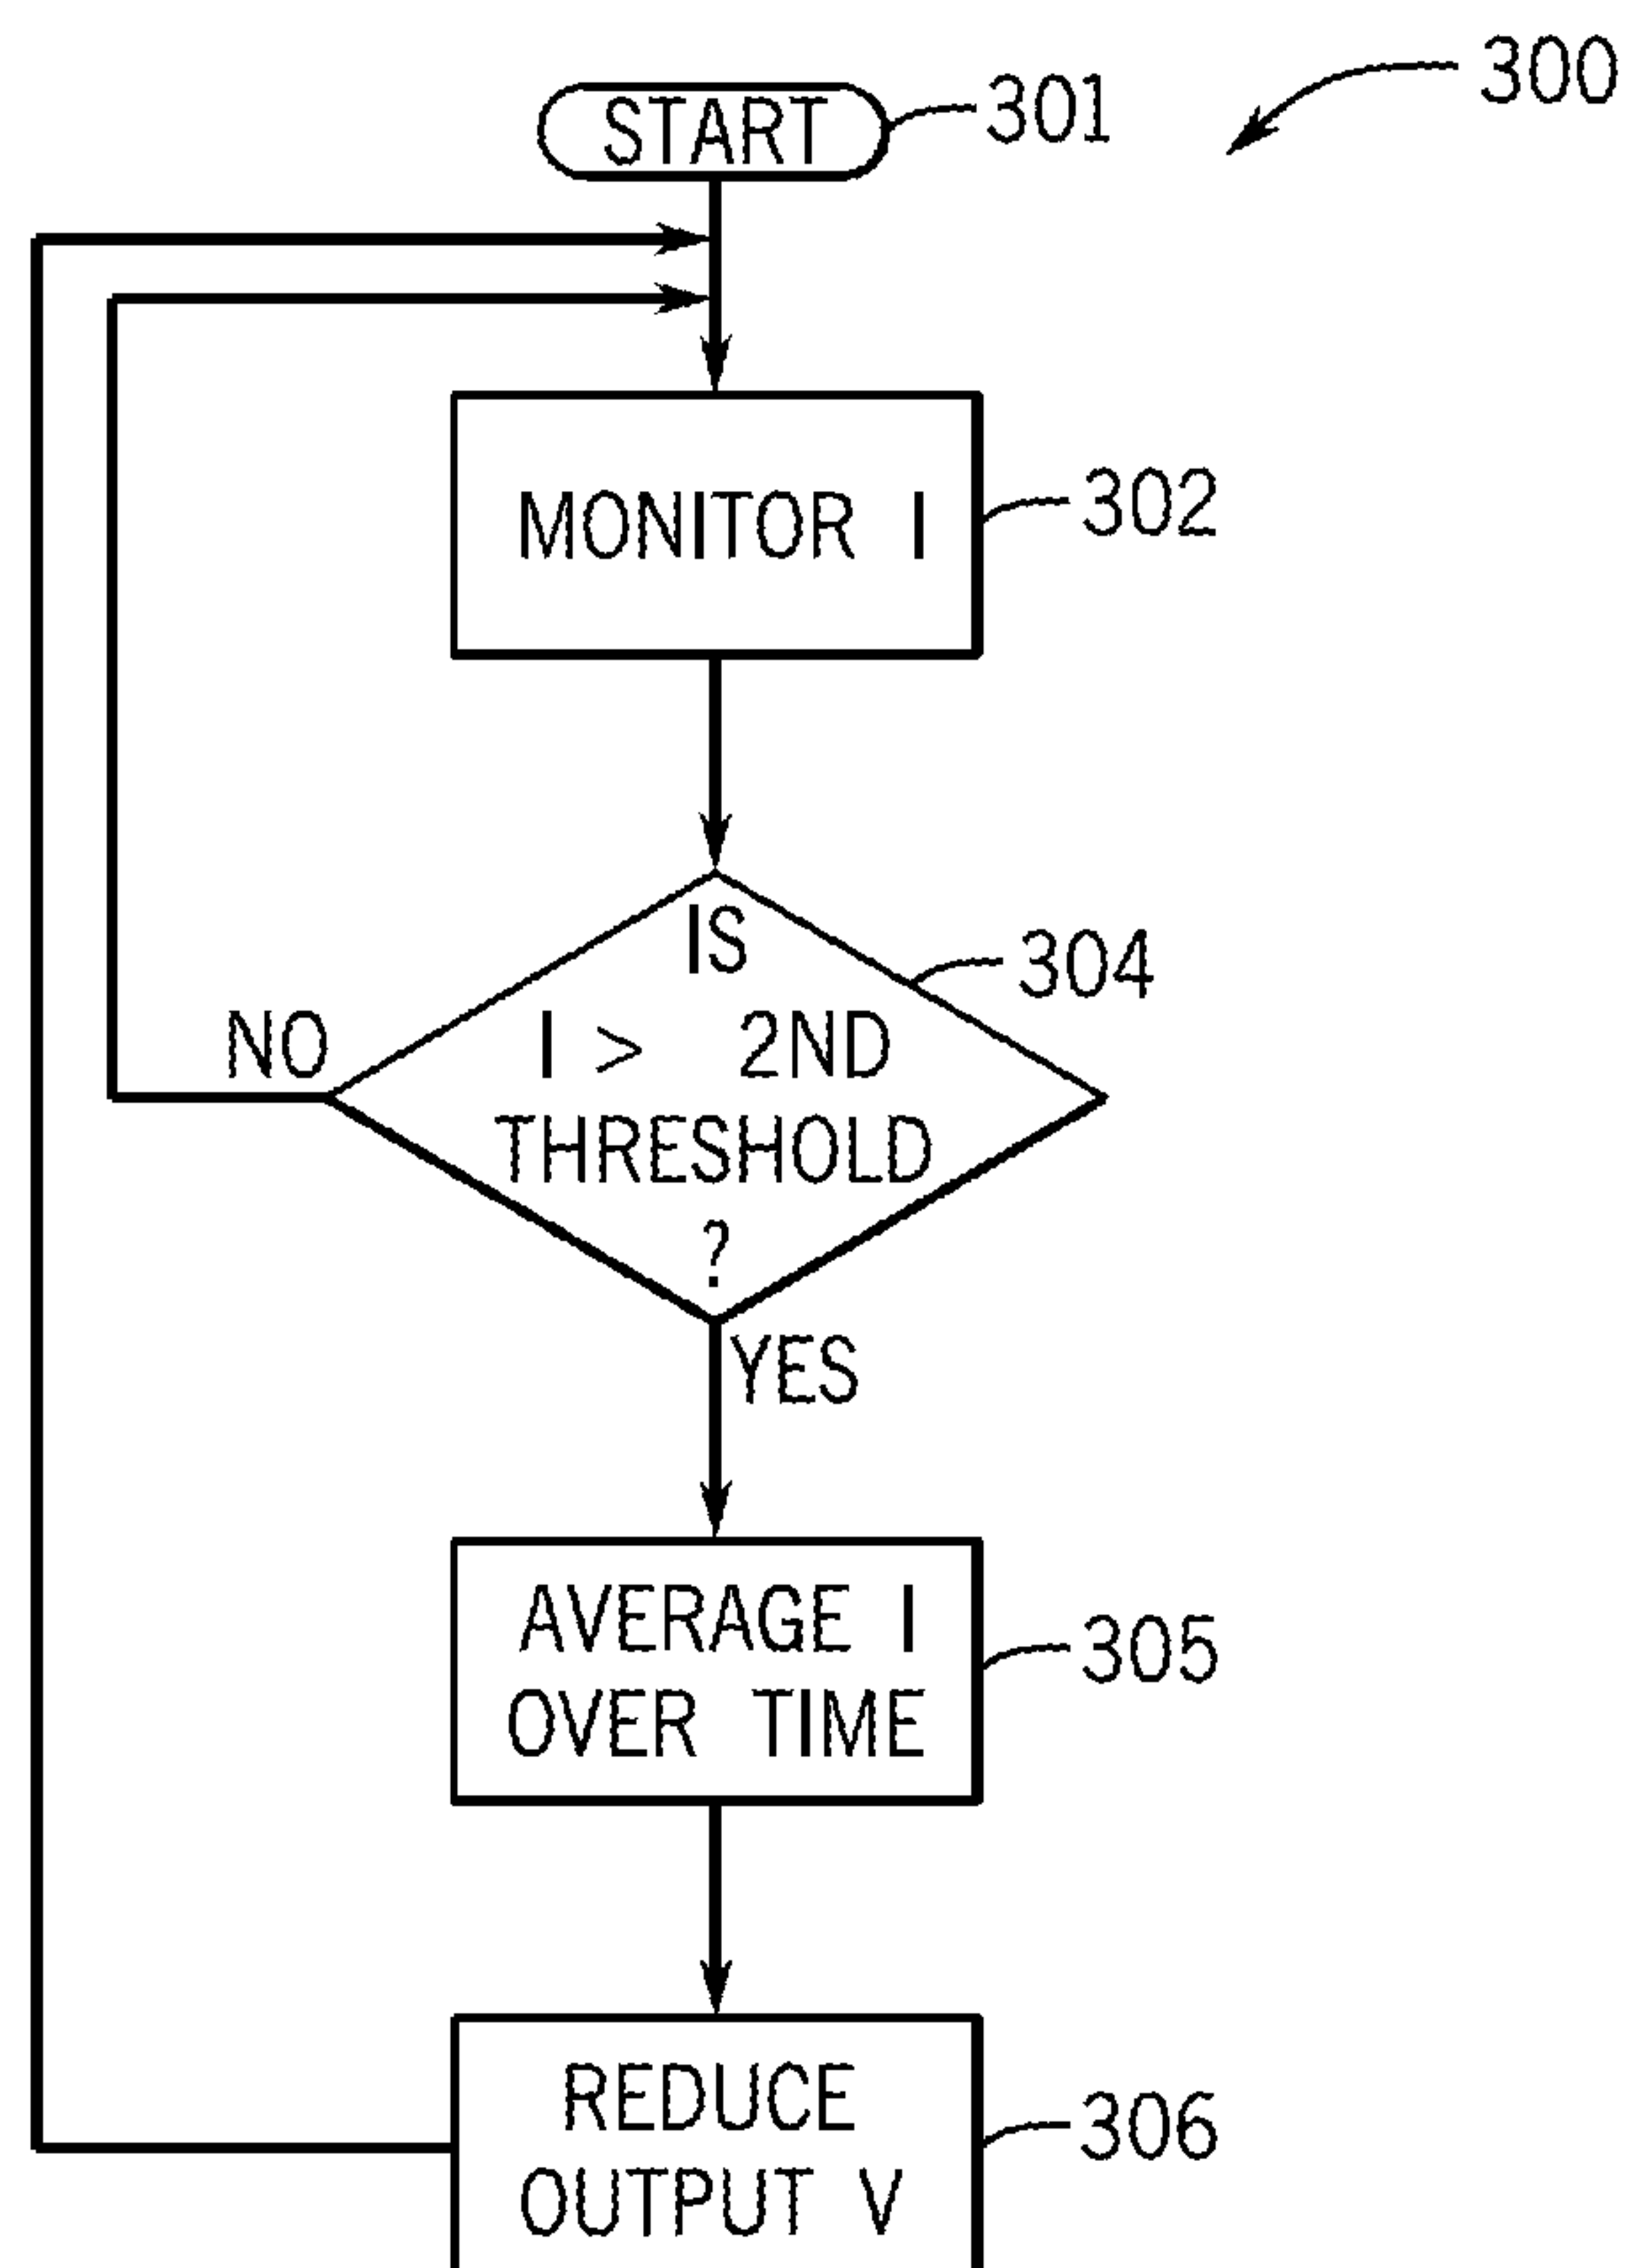 300
START
301
MONITOR I
302
IS
I > 2ND
THRESHOLD
?
304
NO
YES
AVERAGE I
OVER TIME
305
REDUCE
OUTPUT V
306